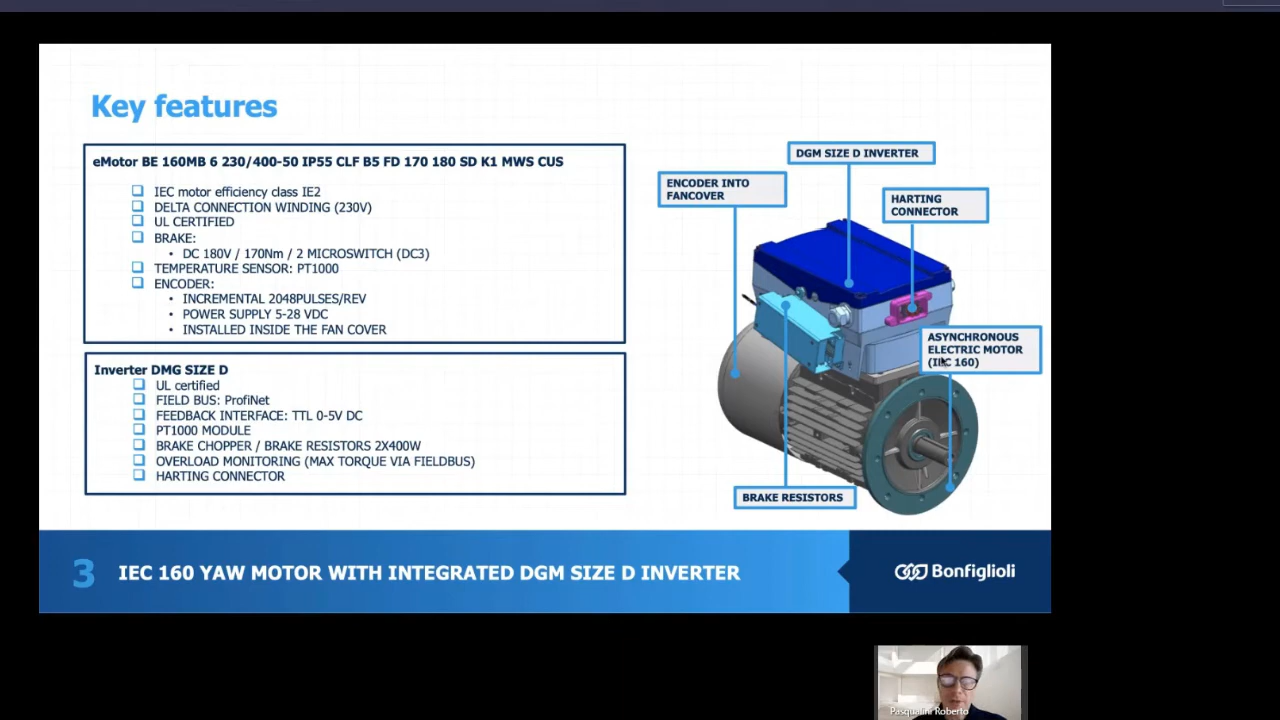 Key features
eMotor BE 160MB 6 230/400-50 IP55 CLF B5 FD 170 180 SD K1 MWS CUS
IEC motor efficiency class IE2
DELTA CONNECTION WINDING (230V)
UL CERTIFIED
BRAKE:
• DC 180V / 170Nm / 2 MICROSWITCH (DC3)
TEMPERATURE SENSOR: PT1000
ENCODER:
• INCREMENTAL 2048PULSES/REV
• POWER SUPPLY 5-28 VDC
• INSTALLED INSIDE THE FAN COVER
Inverter DMG SIZE D
UL certified
FIELD BUS: ProfiNet
FEEDBACK INTERFACE: TTL 0-5V DC
PT1000 MODULE
BRAKE CHOPPER / BRAKE RESISTORS 2X400W
OVERLOAD MONITORING (MAX TORQUE VIA FIELDBUS)
HARTING CONNECTOR
DGM SIZE D INVERTER
ENCODER INTO
FANCOVER
HARTING
CONNECTOR
ASYNCHRONOUS
ELECTRIC MOTOR
(IEC 160)
BRAKE RESISTORS
3
IEC 160 YAW MOTOR WITH INTEGRATED DGM SIZE D INVERTER
Bonfiglioli
Pasqualini Roberto